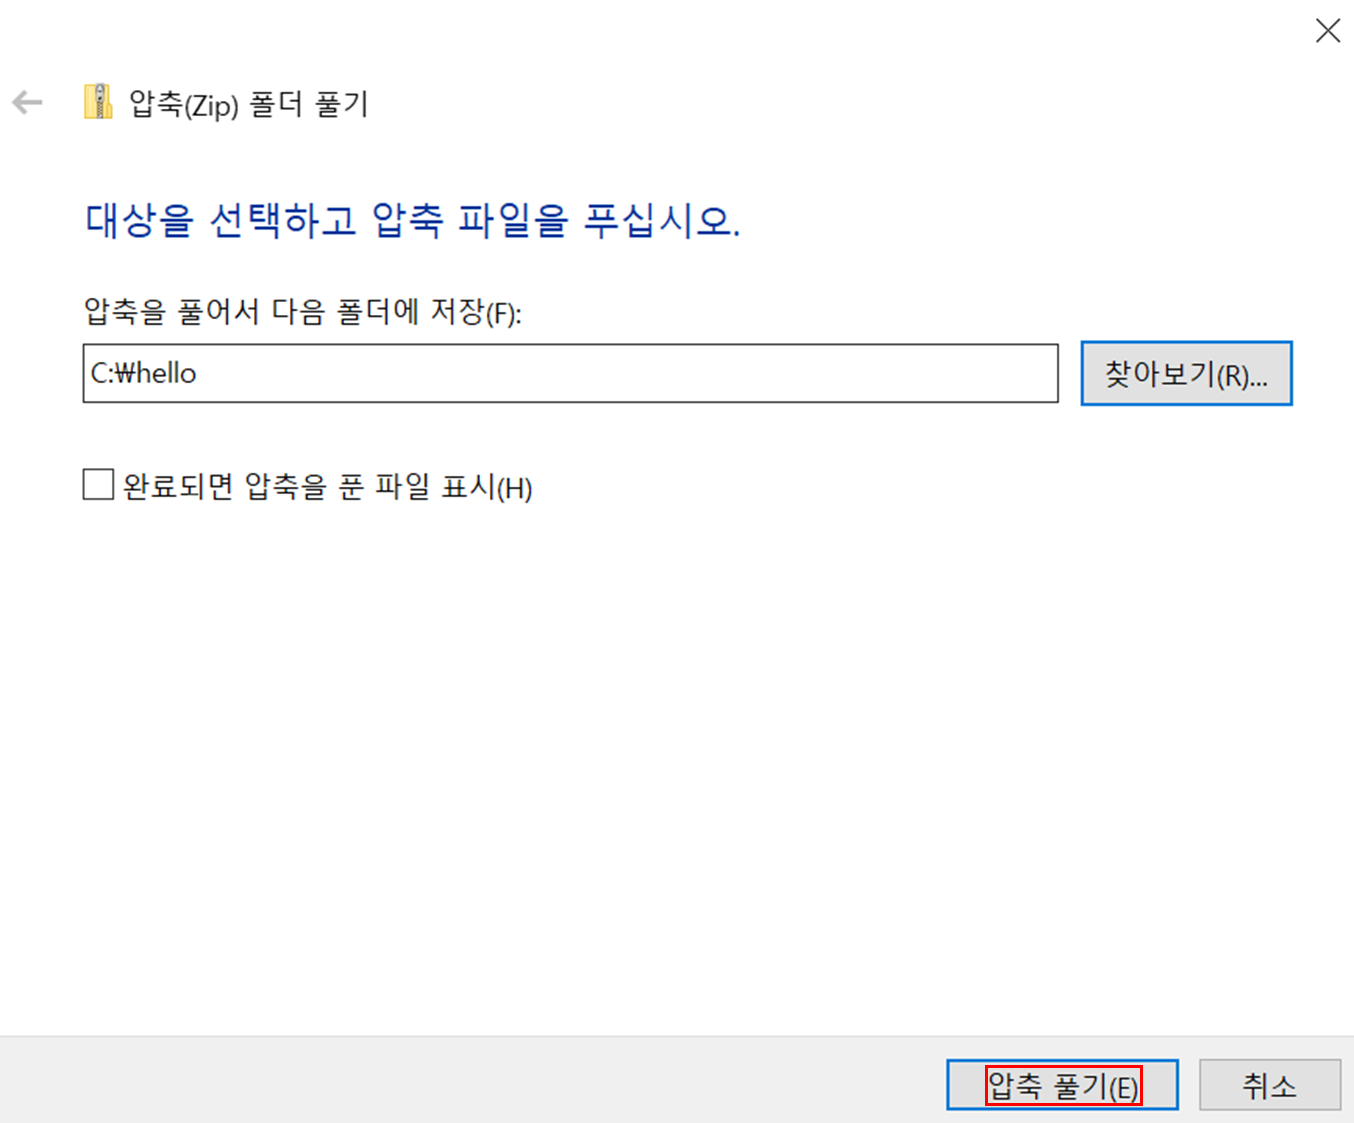 압축(Zip) 폴더 풀기
대상을 선택하고 압축 파일을 푸십시오.
압축을 풀어서 다음 폴더에 저장(F):
C:₩hello
찾아보기(R)...
완료되면 압축을 푼 파일 표시(H)
압축 풀기(E)
취소